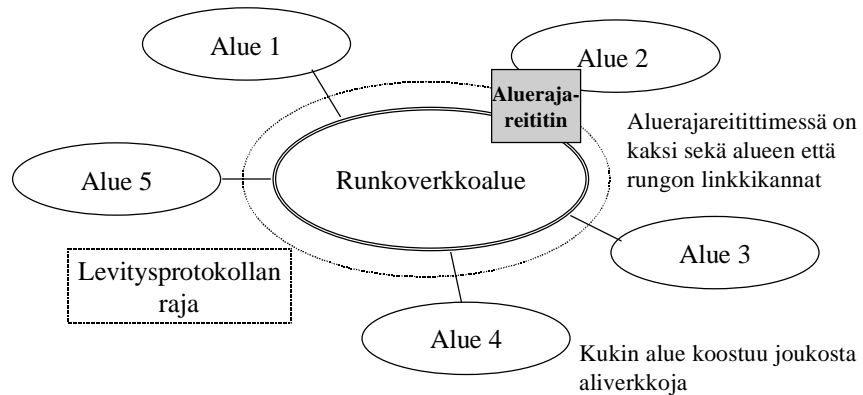 Alue 1
Alue 2
Alueraja-
reititin
Aluerajareitittimessä on
kaksi sekä alueen että
rungon linkkikannat
Alue 5
Runkoverkkoalue
Alue 3
Levitysprotokollan
raja
Alue 4
Kukin alue koostuu joukosta
aliverkkoja